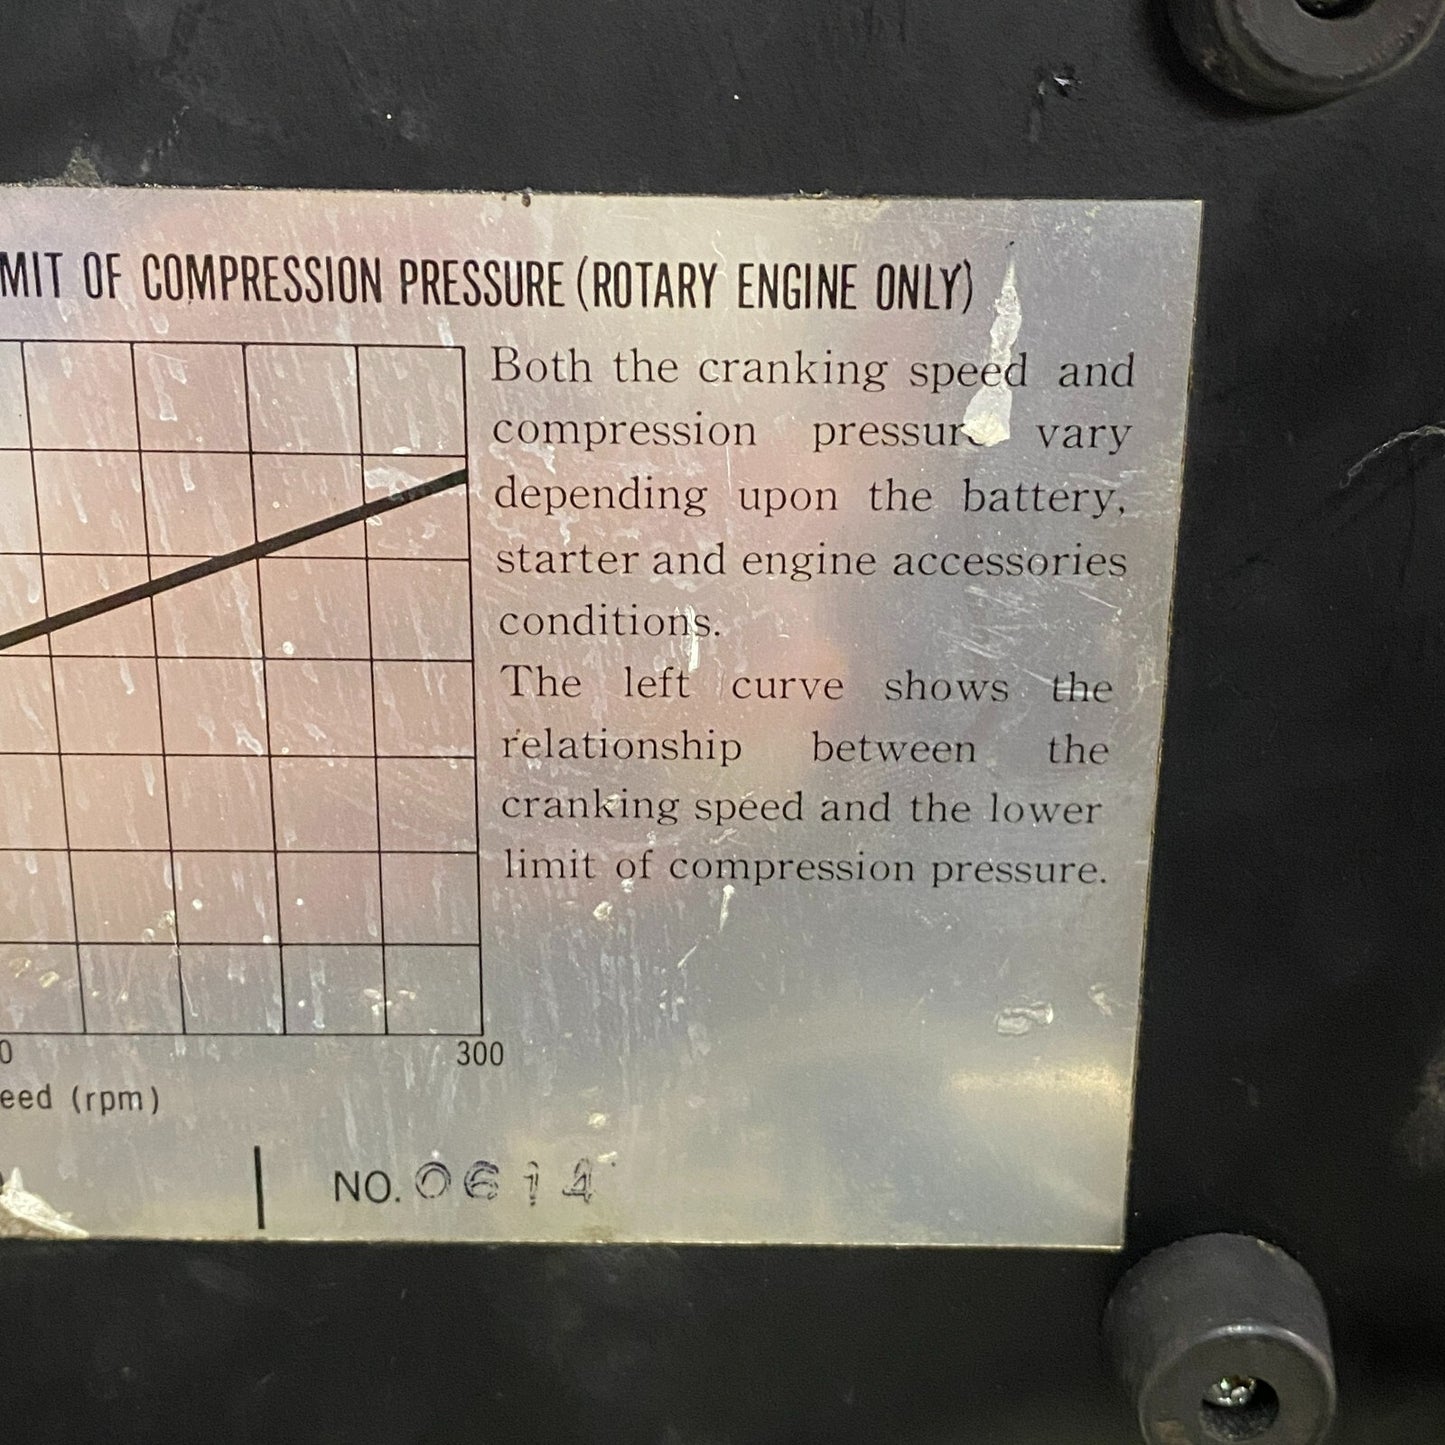 MIT OF COMPRESSION PRESSURE (ROTARY ENGINE ONLY)
Both the cranking speed and
compression pressure vary
depending upon the battery,
starter and engine accessories
conditions.
The left curve shows the
relationship between the
cranking speed and the lower
limit of compression pressure.
0 300
eed (rpm)
NO. 0614